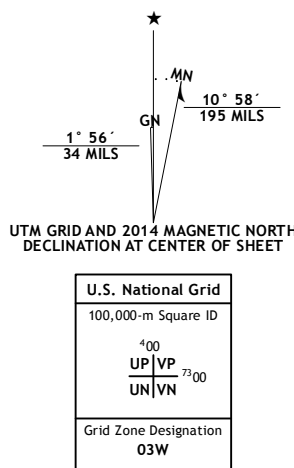 ★
MN
GN
10° 58´
195 MILS
1° 56´
34 MILS
UTM GRID AND 2014 MAGNETIC NORTH
DECLINATION AT CENTER OF SHEET
U.S. National Grid
100,000-m Square ID
⁴00
UP VP
⁷³00
UN VN
Grid Zone Designation
03W